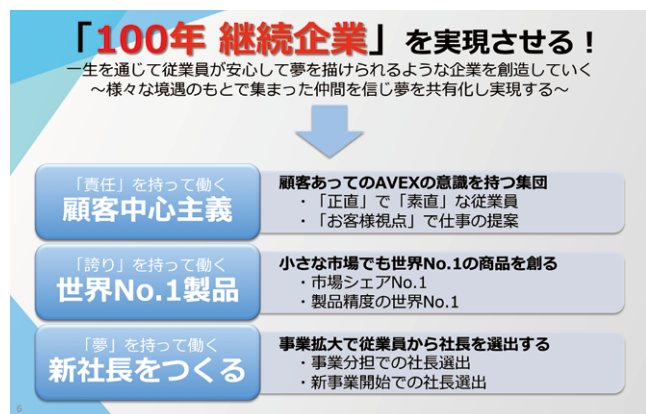 「100年 継続企業」を実現させる！
一生を通じて従業員が安心して夢を描けられるような企業を創造していく
～様々な境遇のもとで集まった仲間を信じ夢を共有化し実現する～
「責任」を持って働く
顧客中心主義
顧客あってのAVEXの意識を持つ集団
・「正直」で「素直」な従業員
・「お客様視点」で仕事の提案
「誇り」を持って働く
世界No.1製品
小さな市場でも世界No.1の商品を創る
・市場シェアNo.1
・製品精度の世界No.1
「夢」を持って働く
新社長をつくる
事業拡大で従業員から社長を選出する
・事業分担での社長選出
・新事業開始での社長選出
6